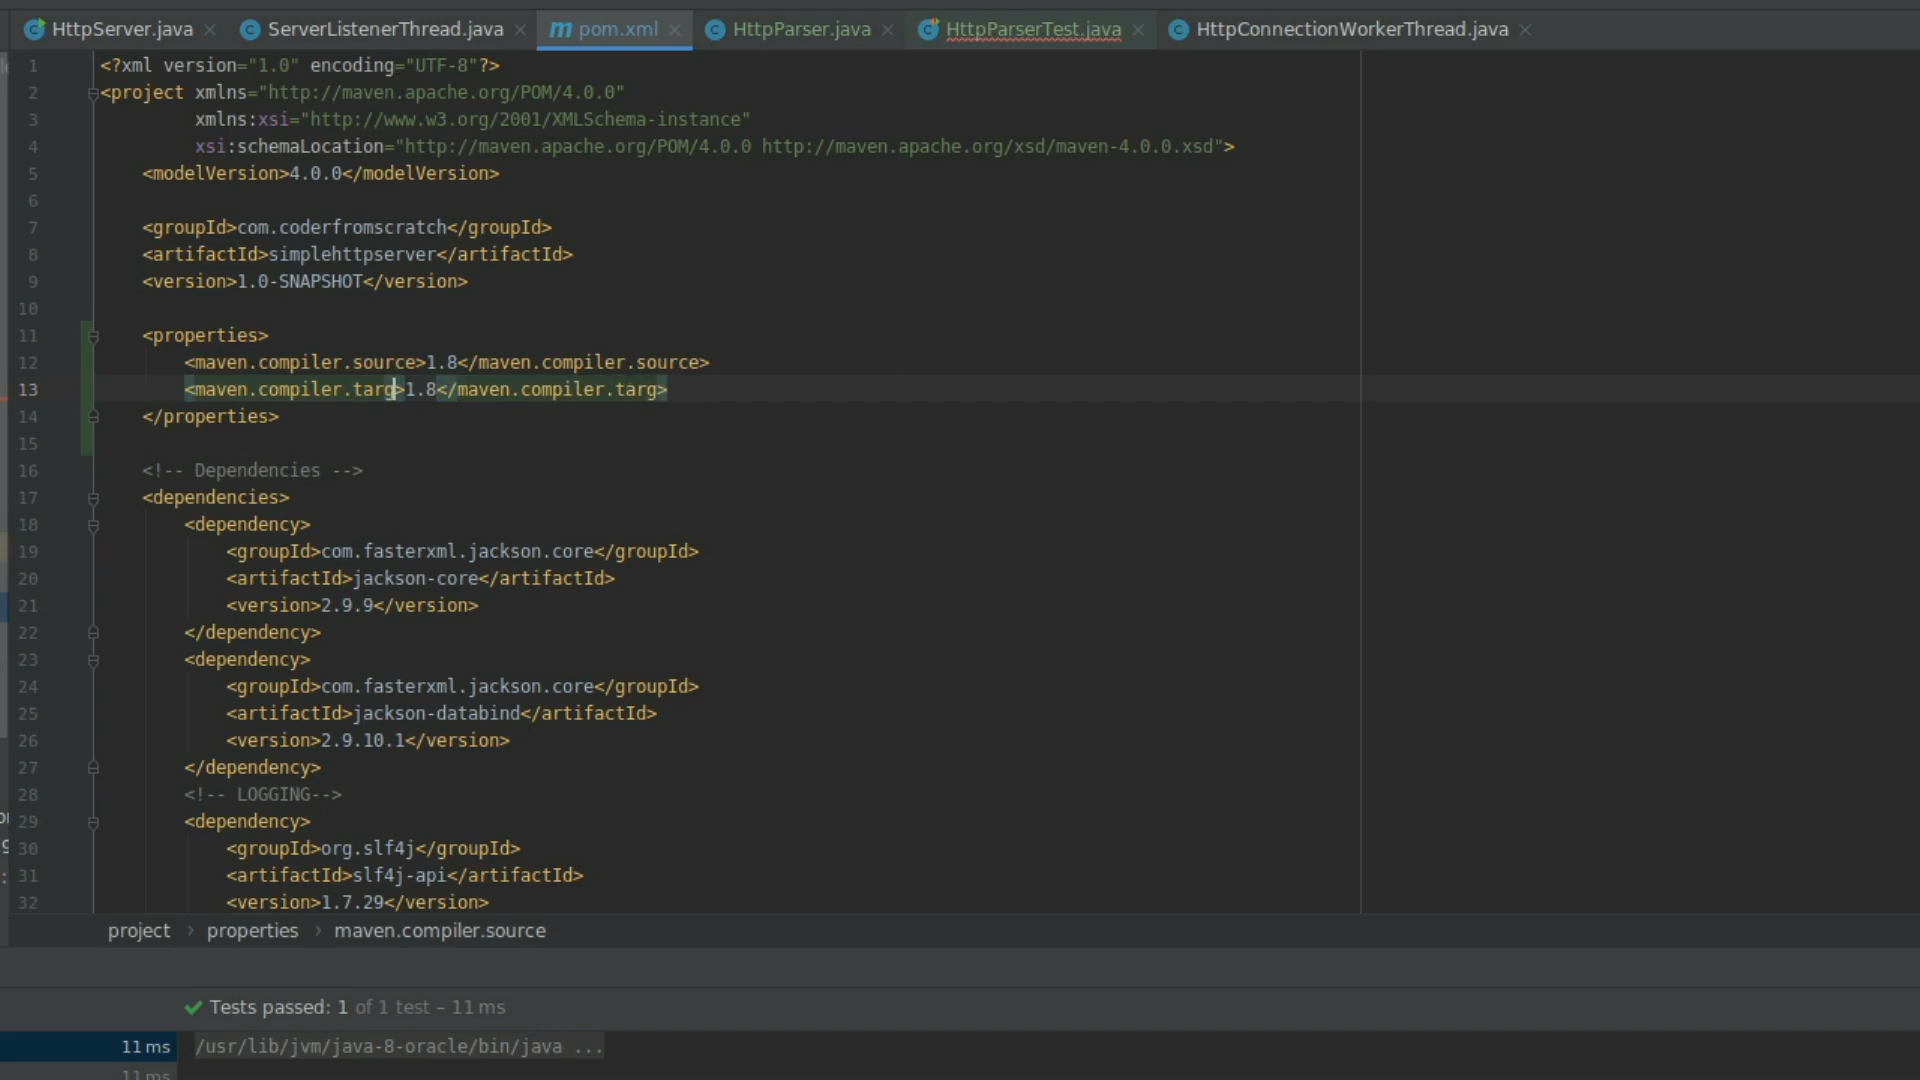 HttpServer.java ServerListenerThread.java pom.xml HttpParser.java HttpParserTest.java HttpConnectionWorkerThread.java
1 <?xml version="1.0" encoding="UTF-8"?>
2 <project xmlns="http://maven.apache.org/POM/4.0.0"
3 xmlns:xsi="http://www.w3.org/2001/XMLSchema-instance"
4 xsi:schemaLocation="http://maven.apache.org/POM/4.0.0 http://maven.apache.org/xsd/maven-4.0.0.xsd">
5 <modelVersion>4.0.0</modelVersion>
6
7 <groupId>com.coderfromscratch</groupId>
8 <artifactId>simplehttpserver</artifactId>
9 <version>1.0-SNAPSHOT</version>
10
11 <properties>
12 <maven.compiler.source>1.8</maven.compiler.source>
13 <maven.compiler.targ>1.8</maven.compiler.targ>
14 </properties>
15
16 <!-- Dependencies -->
17 <dependencies>
18 <dependency>
19 <groupId>com.fasterxml.jackson.core</groupId>
20 <artifactId>jackson-core</artifactId>
21 <version>2.9.9</version>
22 </dependency>
23 <dependency>
24 <groupId>com.fasterxml.jackson.core</groupId>
25 <artifactId>jackson-databind</artifactId>
26 <version>2.9.10.1</version>
27 </dependency>
28 <!-- LOGGING-->
29 <dependency>
30 <groupId>org.slf4j</groupId>
31 <artifactId>slf4j-api</artifactId>
32 <version>1.7.29</version>
project › properties › maven.compiler.source
Tests passed: 1 of 1 test – 11 ms
11 ms /usr/lib/jvm/java-8-oracle/bin/java ...
11 ms